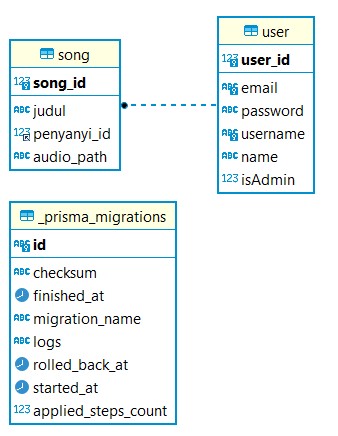 song
123 song_id
ABC judul
123 penyanyi_id
ABC audio_path
user
123 user_id
ABC email
ABC password
ABC username
ABC name
123 isAdmin
_prisma_migrations
ABC id
ABC checksum
finished_at
ABC migration_name
ABC logs
rolled_back_at
started_at
123 applied_steps_count